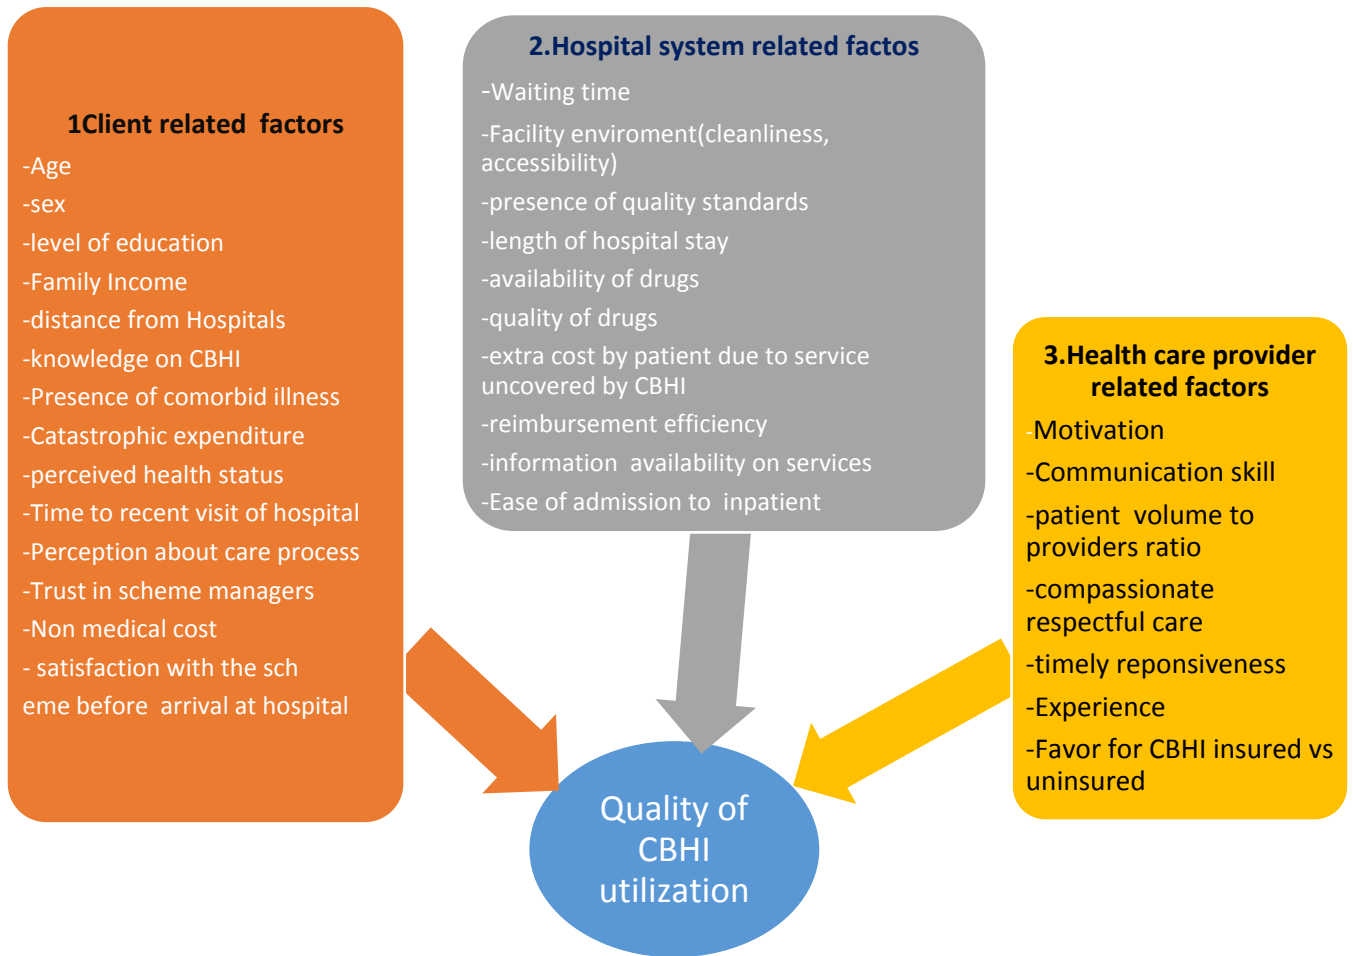 1Client related  factors
-Age
-sex
-level of education
-Family Income
-distance from Hospitals
-knowledge on CBHI
-Presence of comorbid illness
-Catastrophic expenditure
-perceived health status
-Time to recent visit of hospital
-Perception about care process
-Trust in scheme managers
-Non medical cost
- satisfaction with the sch
eme before  arrival at hospital
2.Hospital system related factos
-Waiting time
-Facility enviroment(cleanliness,
accessibility)
-presence of quality standards
-length of hospital stay
-availability of drugs
-quality of drugs
-extra cost by patient due to service
uncovered by CBHI
-reimbursement efficiency
-information  availability on services
-Ease of admission to  inpatient
3.Health care provider
related factors
-Motivation
-Communication skill
-patient  volume to
providers ratio
-compassionate
respectful care
-timely reponsiveness
-Experience
-Favor for CBHI insured vs
uninsured
Quality of
CBHI
utilization